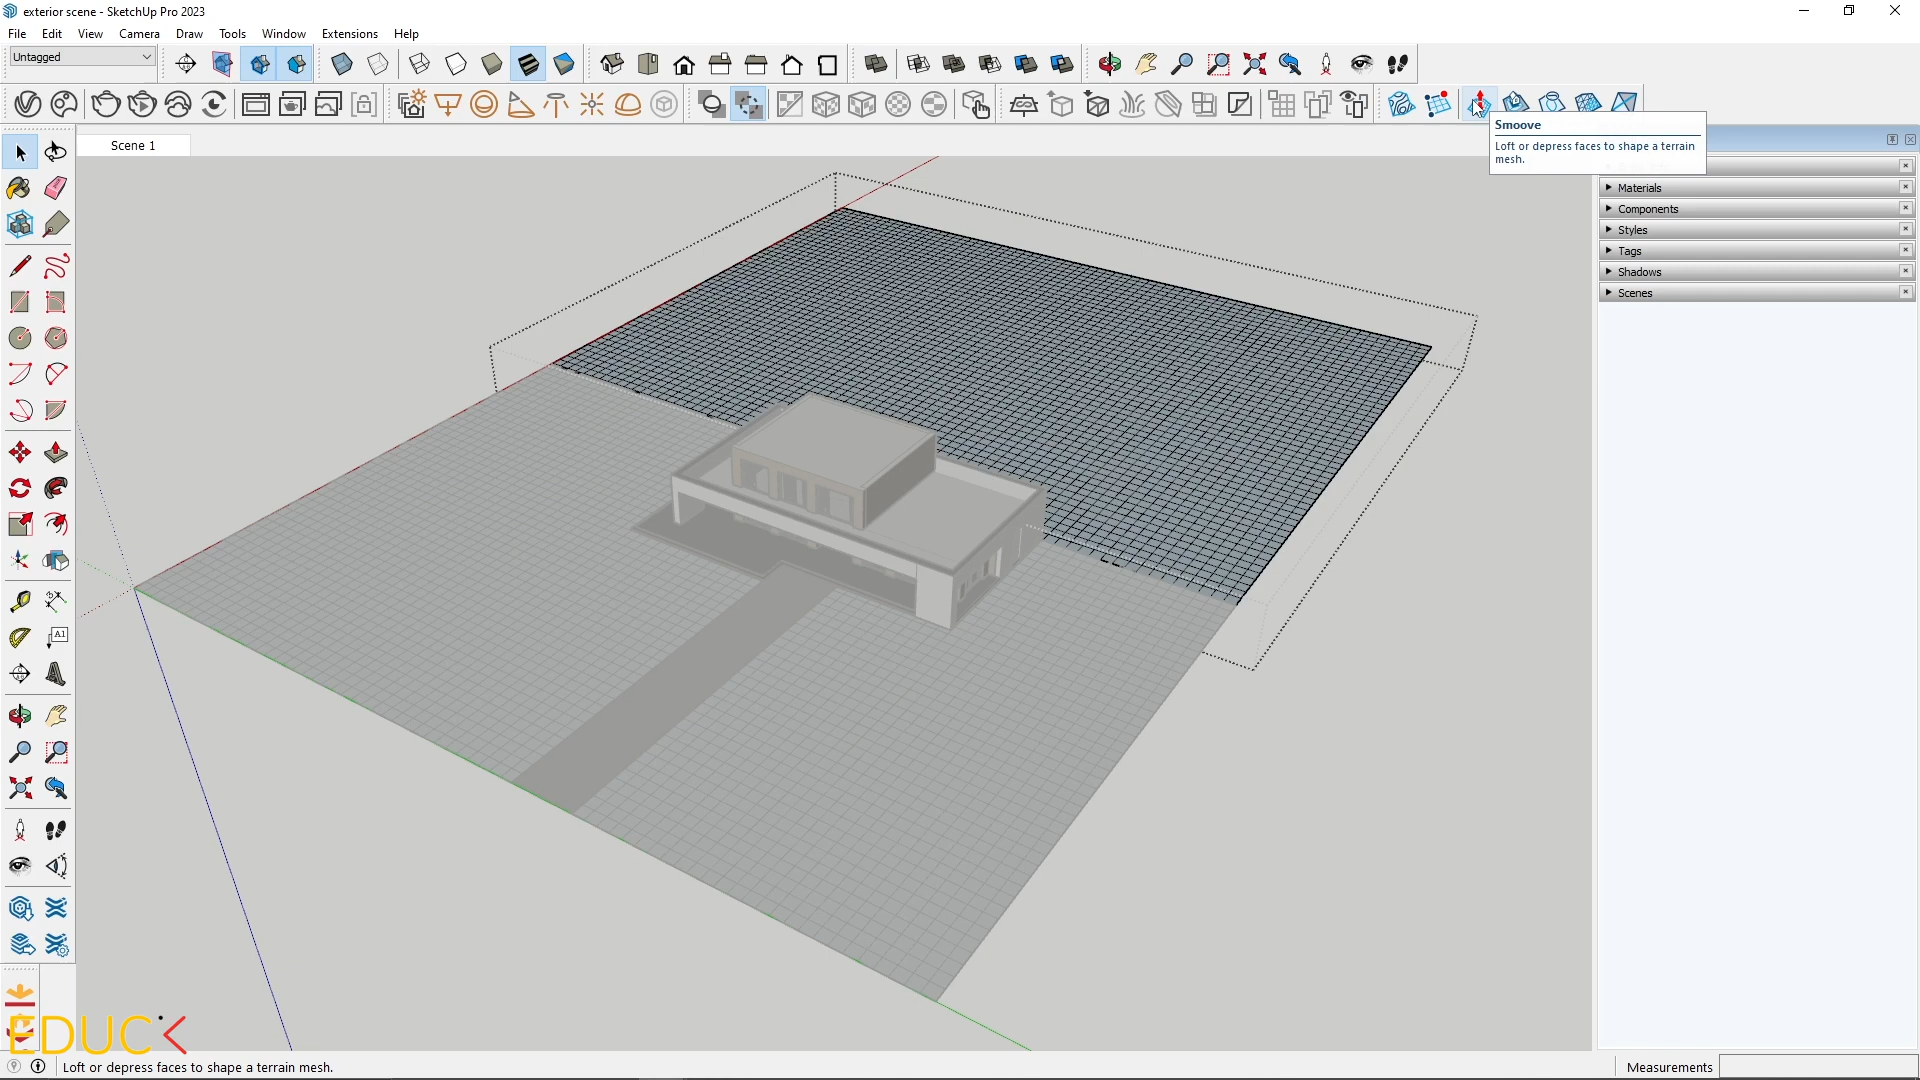 exterior scene - SketchUp Pro 2023
File Edit View Camera Draw Tools Window Extensions Help
Untagged
Smoove
Loft or depress faces to shape a terrain
mesh.
Scene 1
Materials
Components
Styles
Tags
Shadows
Scenes
A1
EDUCK
Loft or depress faces to shape a terrain mesh.
Measurements